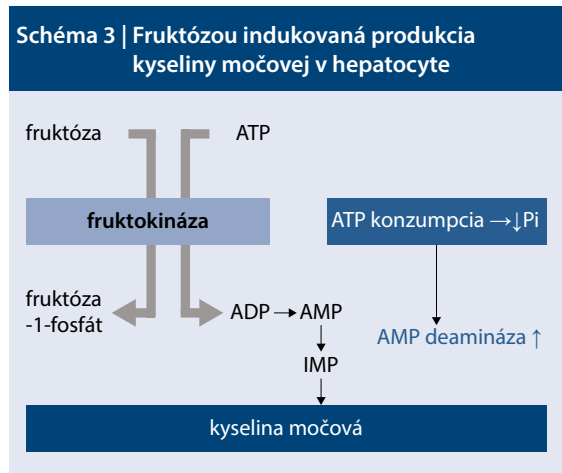 Schéma 3 | Fruktózou indukovaná produkcia
kyseliny močovej v hepatocyte
fruktóza
ATP
fruktokináza
ATP konzumpcia →↓Pi
fruktóza
-1-fosfát
ADP → AMP
AMP deamináza ↑
IMP
kyselina močová